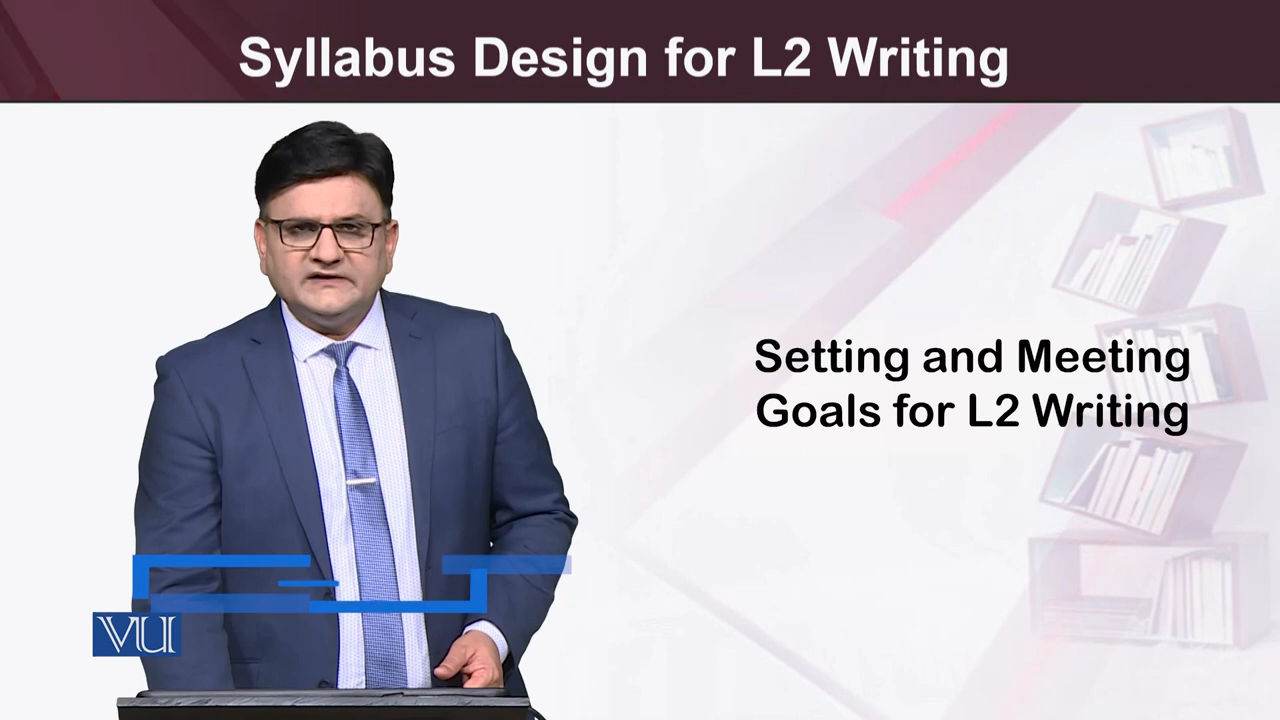 Syllabus Design for L2 Writing
Setting and Meeting
Goals for L2 Writing
VU